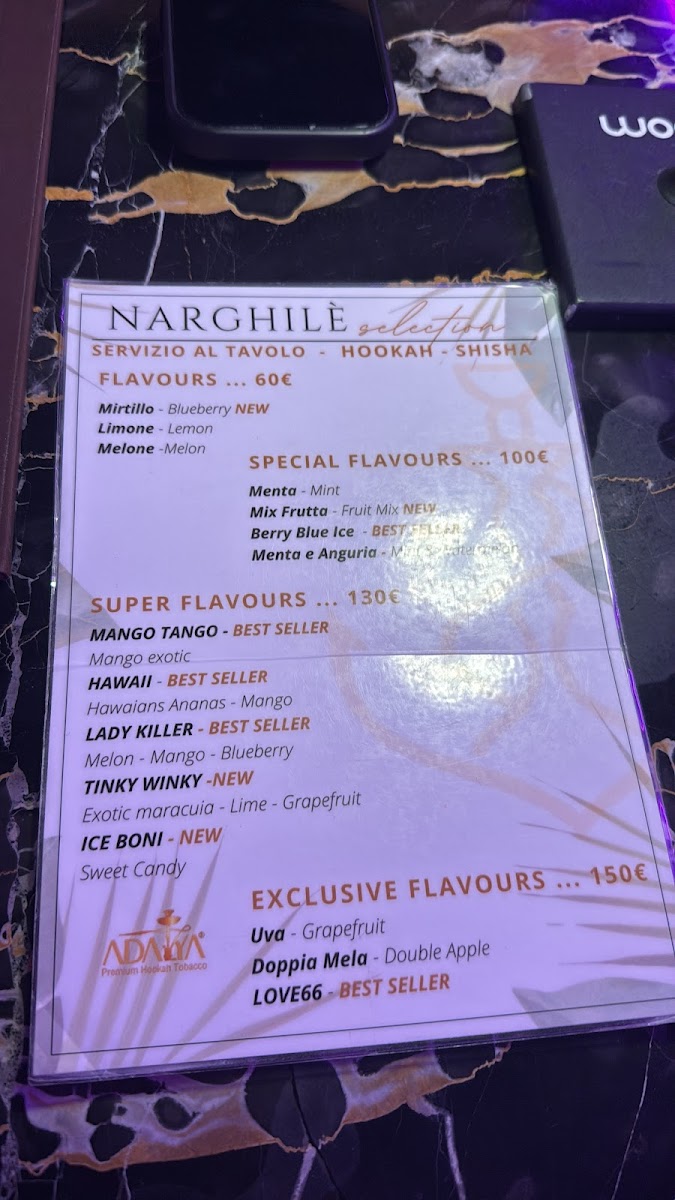 woo
NARGHILÈ selection
SERVIZIO AL TAVOLO - HOOKAH - SHISHA
FLAVOURS ... 60€
Mirtillo - Blueberry NEW
Limone - Lemon
Melone -Melon
SPECIAL FLAVOURS ... 100€
Menta - Mint
Mix Frutta - Fruit Mix NEW
Berry Blue Ice - BEST SELLER
Menta e Anguria - Mint & Watermelon
SUPER FLAVOURS ... 130€
MANGO TANGO - BEST SELLER
Mango exotic
HAWAII - BEST SELLER
Hawaians Ananas - Mango
LADY KILLER - BEST SELLER
Melon - Mango - Blueberry
TINKY WINKY -NEW
Exotic maracuia - Lime - Grapefruit
ICE BONI - NEW
Sweet Candy
EXCLUSIVE FLAVOURS ... 150€
Uva - Grapefruit
Doppia Mela - Double Apple
LOVE66 - BEST SELLER
ADALYA®
Premium Hookah Tobacco